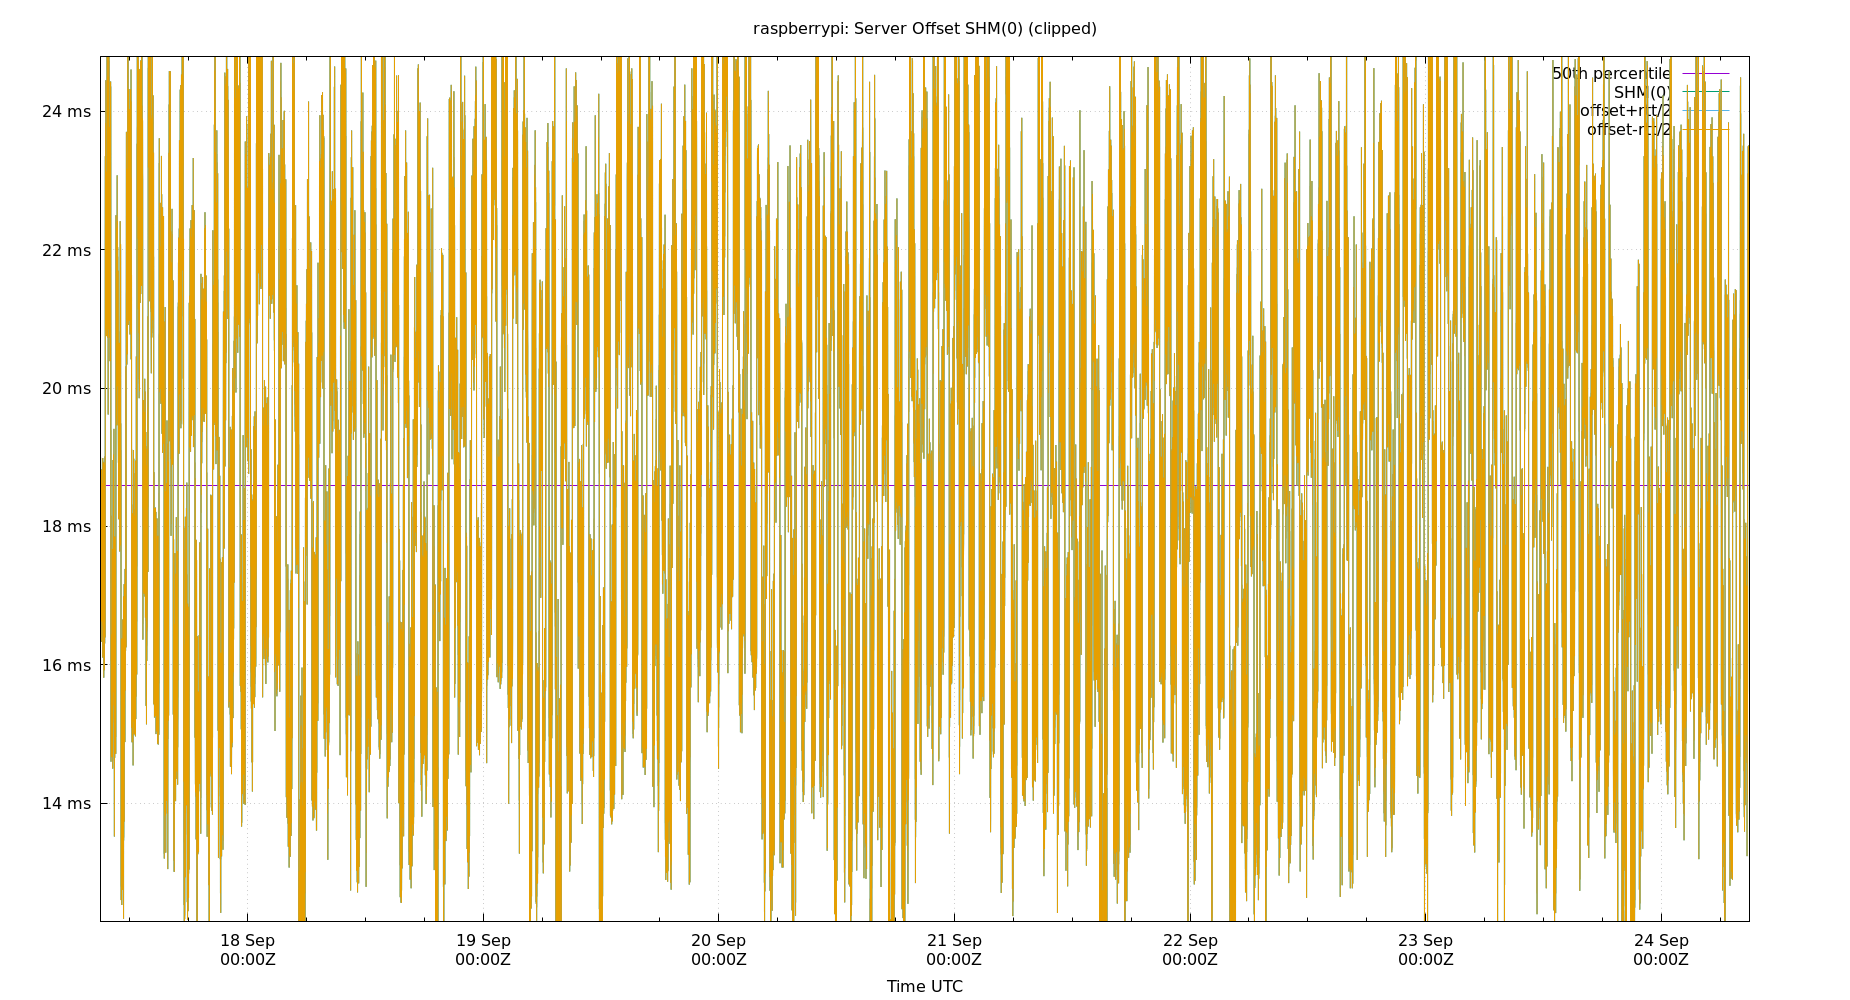 raspberrypi: Server Offset SHM(0) (clipped)
50th percentile
SHM(0)
offset+rtt/2
offset-rtt/2
24 ms
22 ms
20 ms
18 ms
16 ms
14 ms
18 Sep 19 Sep 20 Sep 21 Sep 22 Sep 23 Sep 24 Sep
00:00Z 00:00Z 00:00Z 00:00Z 00:00Z 00:00Z 00:00Z
Time UTC